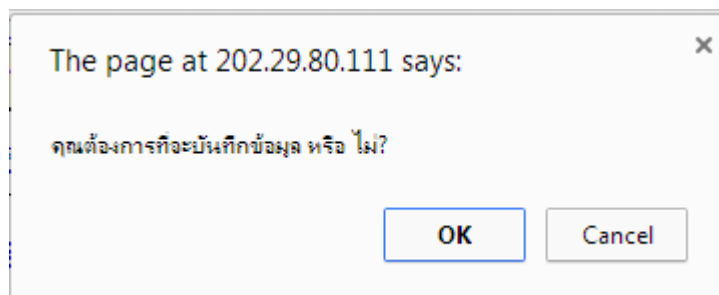 The page at 202.29.80.111 says:
คุณต้องการที่จะบันทึกข้อมูล หรือ ไม่?
OK Cancel